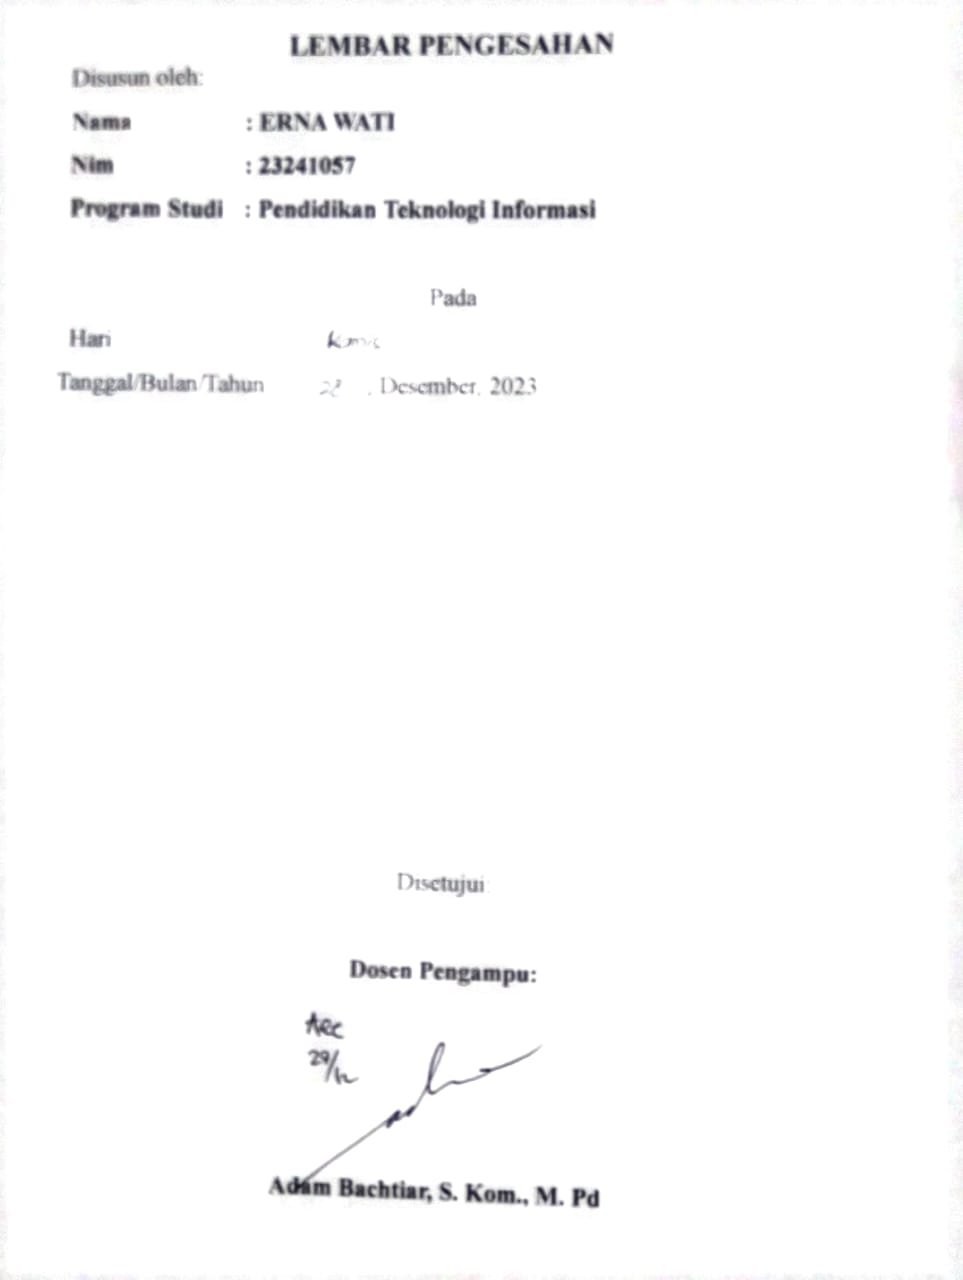 LEMBAR PENGESAHAN
Disusun oleh:
Nama : ERNA WATI
Nim : 23241057
Program Studi : Pendidikan Teknologi Informasi
Pada
Hari Kamis
Tanggal/Bulan/Tahun 28 , Desember, 2023
Disetujui
Dosen Pengampu:
Acc
29/12
Adam Bachtiar, S. Kom., M. Pd